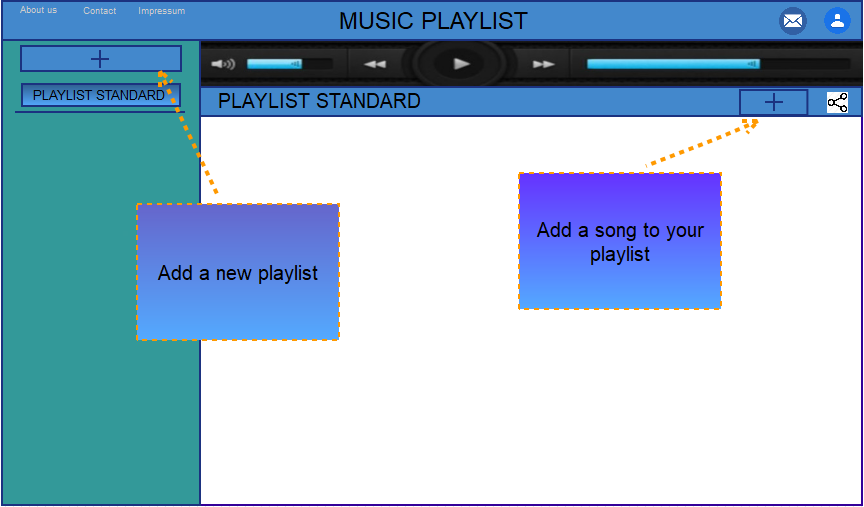 About us
Contact
Impressum
MUSIC PLAYLIST
PLAYLIST STANDARD
PLAYLIST STANDARD
Add a new playlist
Add a song to your
playlist